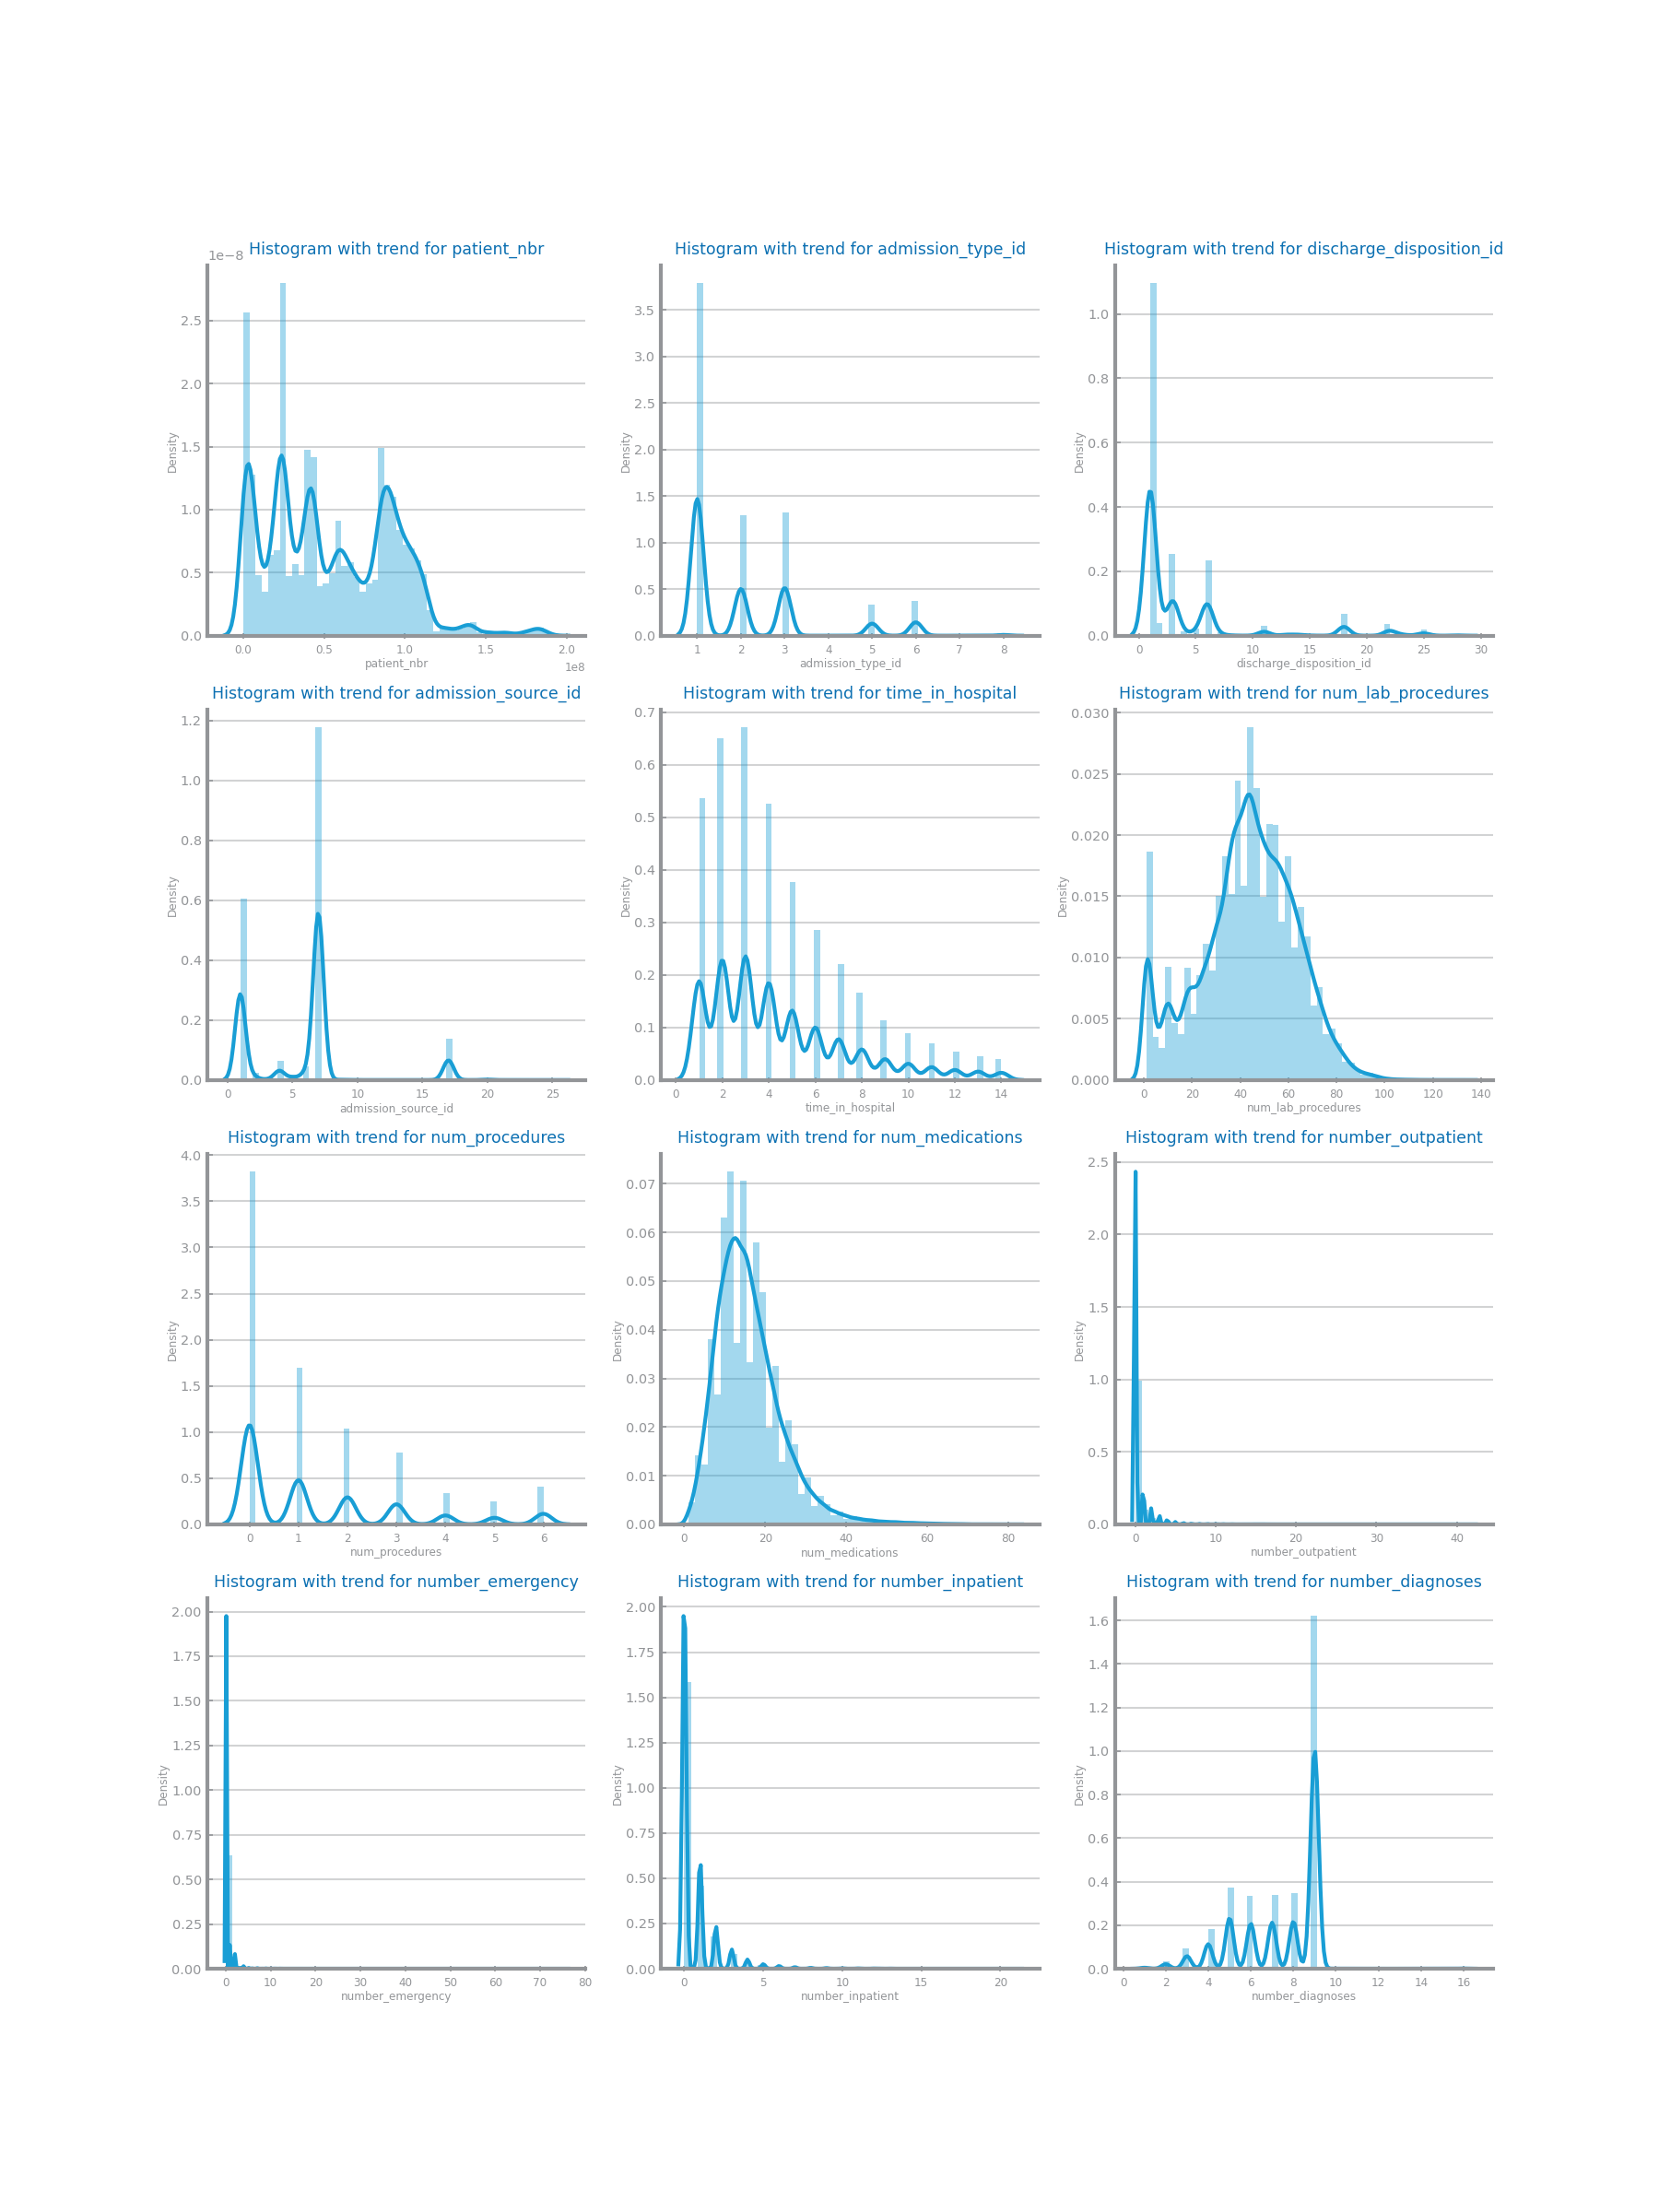 Histogram with trend for patient_nbr
1e−8
2.5
2.0
1.5
1.0
0.5
0.0
Density
0.0 0.5 1.0 1.5 2.0
1e8
patient_nbr
Histogram with trend for admission_type_id
3.5
3.0
2.5
2.0
1.5
1.0
0.5
0.0
Density
1 2 3 4 5 6 7 8
admission_type_id
Histogram with trend for discharge_disposition_id
1.0
0.8
0.6
0.4
0.2
0.0
Density
0 5 10 15 20 25 30
discharge_disposition_id
Histogram with trend for admission_source_id
1.2
1.0
0.8
0.6
0.4
0.2
0.0
Density
0 5 10 15 20 25
admission_source_id
Histogram with trend for time_in_hospital
0.7
0.6
0.5
0.4
0.3
0.2
0.1
0.0
Density
0 2 4 6 8 10 12 14
time_in_hospital
Histogram with trend for num_lab_procedures
0.030
0.025
0.020
0.015
0.010
0.005
0.000
Density
0 20 40 60 80 100 120 140
num_lab_procedures
Histogram with trend for num_procedures
4.0
3.5
3.0
2.5
2.0
1.5
1.0
0.5
0.0
Density
0 1 2 3 4 5 6
num_procedures
Histogram with trend for num_medications
0.07
0.06
0.05
0.04
0.03
0.02
0.01
0.00
Density
0 20 40 60 80
num_medications
Histogram with trend for number_outpatient
2.5
2.0
1.5
1.0
0.5
0.0
Density
0 10 20 30 40
number_outpatient
Histogram with trend for number_emergency
2.00
1.75
1.50
1.25
1.00
0.75
0.50
0.25
0.00
Density
0 10 20 30 40 50 60 70 80
number_emergency
Histogram with trend for number_inpatient
2.00
1.75
1.50
1.25
1.00
0.75
0.50
0.25
0.00
Density
0 5 10 15 20
number_inpatient
Histogram with trend for number_diagnoses
1.6
1.4
1.2
1.0
0.8
0.6
0.4
0.2
0.0
Density
0 2 4 6 8 10 12 14 16
number_diagnoses